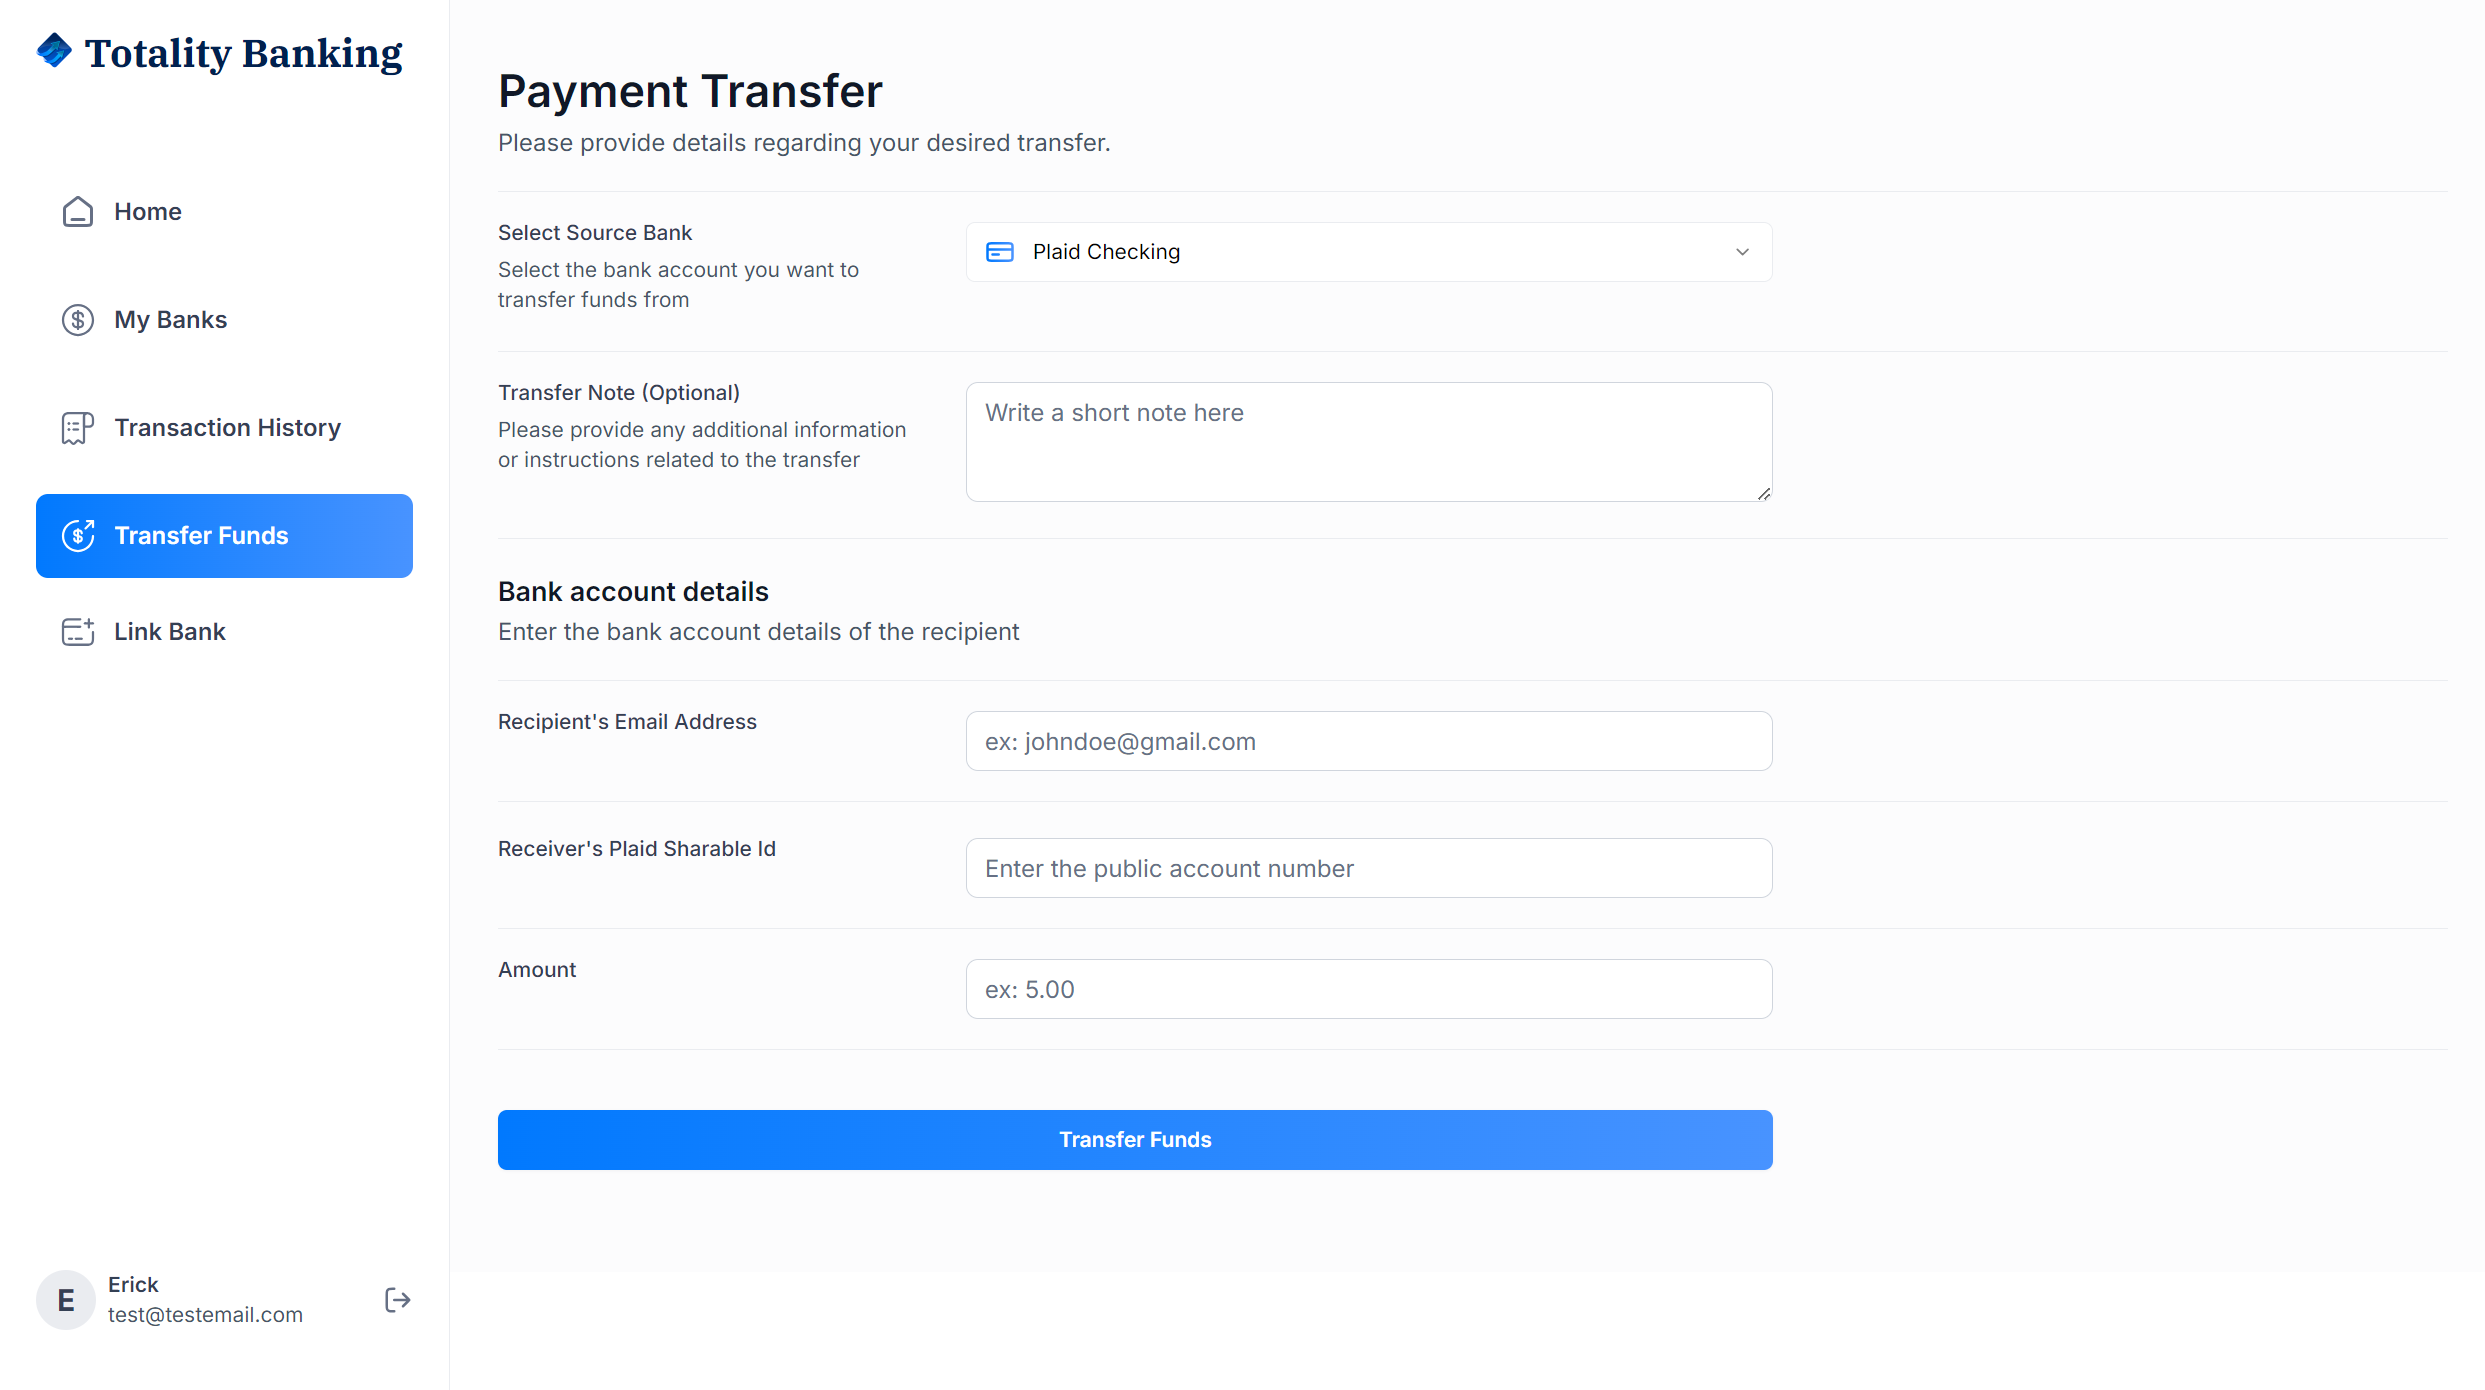 Totality Banking
Home
My Banks
Transaction History
Transfer Funds
Link Bank
E
Erick
test@testemail.com
Payment Transfer
Please provide details regarding your desired transfer.
Select Source Bank
Select the bank account you want to
transfer funds from
Plaid Checking
Transfer Note (Optional)
Please provide any additional information
or instructions related to the transfer
Write a short note here
Bank account details
Enter the bank account details of the recipient
Recipient's Email Address
ex: johndoe@gmail.com
Receiver's Plaid Sharable Id
Enter the public account number
Amount
ex: 5.00
Transfer Funds